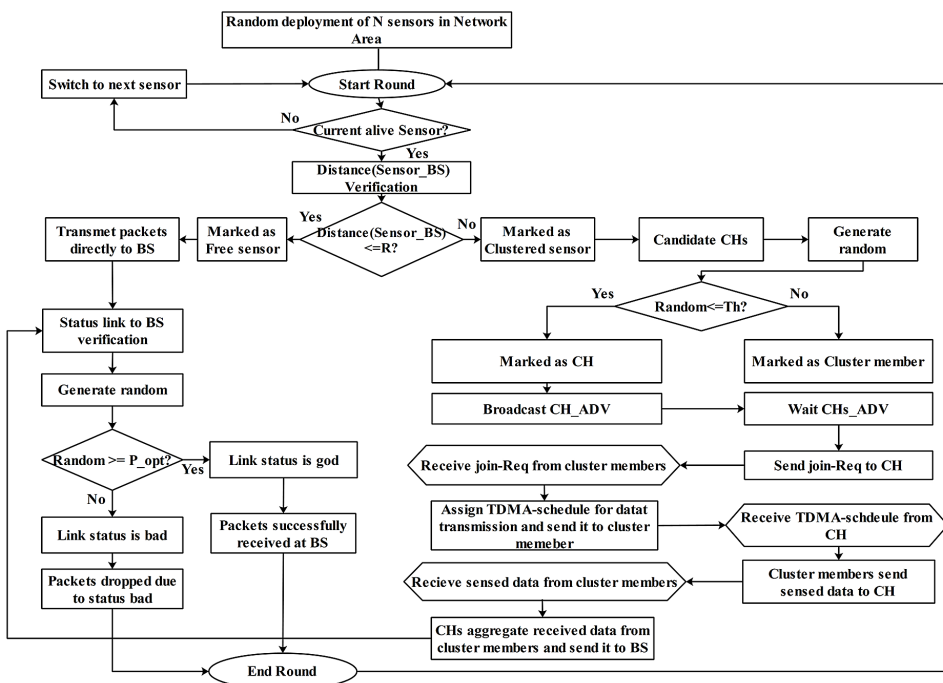 Random deployment of N sensors in Network
Area
Switch to next sensor
Start Round
No
Current alive Sensor?
Yes
Distance(Sensor_BS)
Verification
Transmet packets
directly to BS
Marked as
Free sensor
Yes
Distance(Sensor_BS)
<=R?
No
Marked as
Clustered sensor
Candidate CHs
Generate
random
Yes
Random<=Th?
No
Status link to BS
verification
Marked as CH
Marked as Cluster member
Generate random
Broadcast CH_ADV
Wait CHs_ADV
Random >= P_opt?
Yes
Link status is god
Receive join-Req from cluster members
Send join-Req to CH
No
Link status is bad
Packets successfully
received at BS
Assign TDMA-schedule for datat
transmission and send it to cluster
memeber
Receive TDMA-schdeule from
CH
Packets dropped due
to status bad
Recieve sensed data from cluster members
Cluster members send
sensed data to CH
CHs aggregate received data from
cluster members and send it to BS
End Round